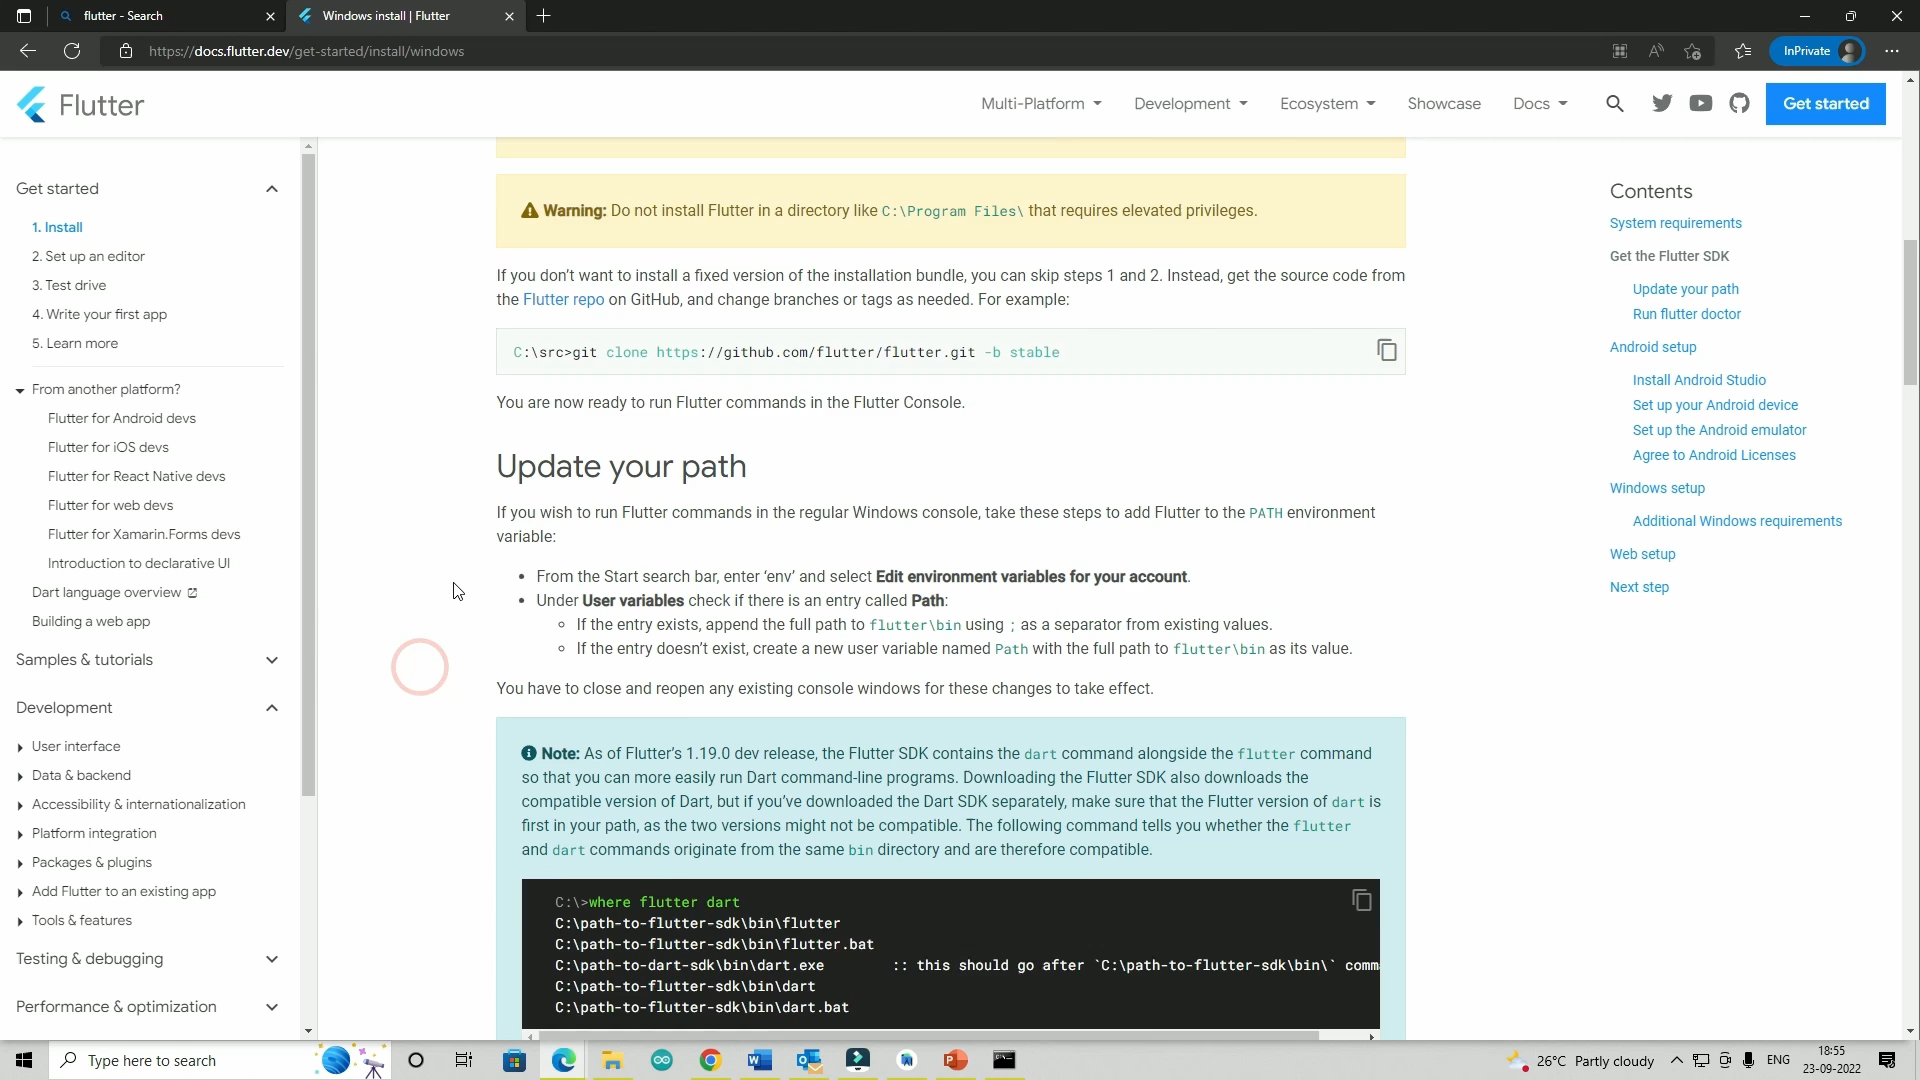 flutter - Search
Windows install | Flutter
https://docs.flutter.dev/get-started/install/windows
InPrivate
Flutter
Multi-Platform
Development
Ecosystem
Showcase
Docs
Get started
Get started
1. Install
2. Set up an editor
3. Test drive
4. Write your first app
5. Learn more
From another platform?
Flutter for Android devs
Flutter for iOS devs
Flutter for React Native devs
Flutter for web devs
Flutter for Xamarin.Forms devs
Introduction to declarative UI
Dart language overview
Building a web app
Samples & tutorials
Development
User interface
Data & backend
Accessibility & internationalization
Platform integration
Packages & plugins
Add Flutter to an existing app
Tools & features
Testing & debugging
Performance & optimization
Warning: Do not install Flutter in a directory like C:\Program Files\ that requires elevated privileges.
If you don't want to install a fixed version of the installation bundle, you can skip steps 1 and 2. Instead, get the source code from
the Flutter repo on GitHub, and change branches or tags as needed. For example:
C:\src>git clone https://github.com/flutter/flutter.git -b stable
You are now ready to run Flutter commands in the Flutter Console.
Update your path
If you wish to run Flutter commands in the regular Windows console, take these steps to add Flutter to the PATH environment
variable:
• From the Start search bar, enter 'env' and select Edit environment variables for your account.
• Under User variables check if there is an entry called Path:
◦ If the entry exists, append the full path to flutter\bin using ; as a separator from existing values.
◦ If the entry doesn't exist, create a new user variable named Path with the full path to flutter\bin as its value.
You have to close and reopen any existing console windows for these changes to take effect.
Note: As of Flutter's 1.19.0 dev release, the Flutter SDK contains the dart command alongside the flutter command
so that you can more easily run Dart command-line programs. Downloading the Flutter SDK also downloads the
compatible version of Dart, but if you've downloaded the Dart SDK separately, make sure that the Flutter version of dart is
first in your path, as the two versions might not be compatible. The following command tells you whether the flutter
and dart commands originate from the same bin directory and are therefore compatible.
C:\>where flutter dart
C:\path-to-flutter-sdk\bin\flutter
C:\path-to-flutter-sdk\bin\flutter.bat
C:\path-to-dart-sdk\bin\dart.exe :: this should go after `C:\path-to-flutter-sdk\bin\` comm
C:\path-to-flutter-sdk\bin\dart
C:\path-to-flutter-sdk\bin\dart.bat
Contents
System requirements
Get the Flutter SDK
Update your path
Run flutter doctor
Android setup
Install Android Studio
Set up your Android device
Set up the Android emulator
Agree to Android Licenses
Windows setup
Additional Windows requirements
Web setup
Next step
Type here to search
26°C Partly cloudy
ENG
18:55
23-09-2022